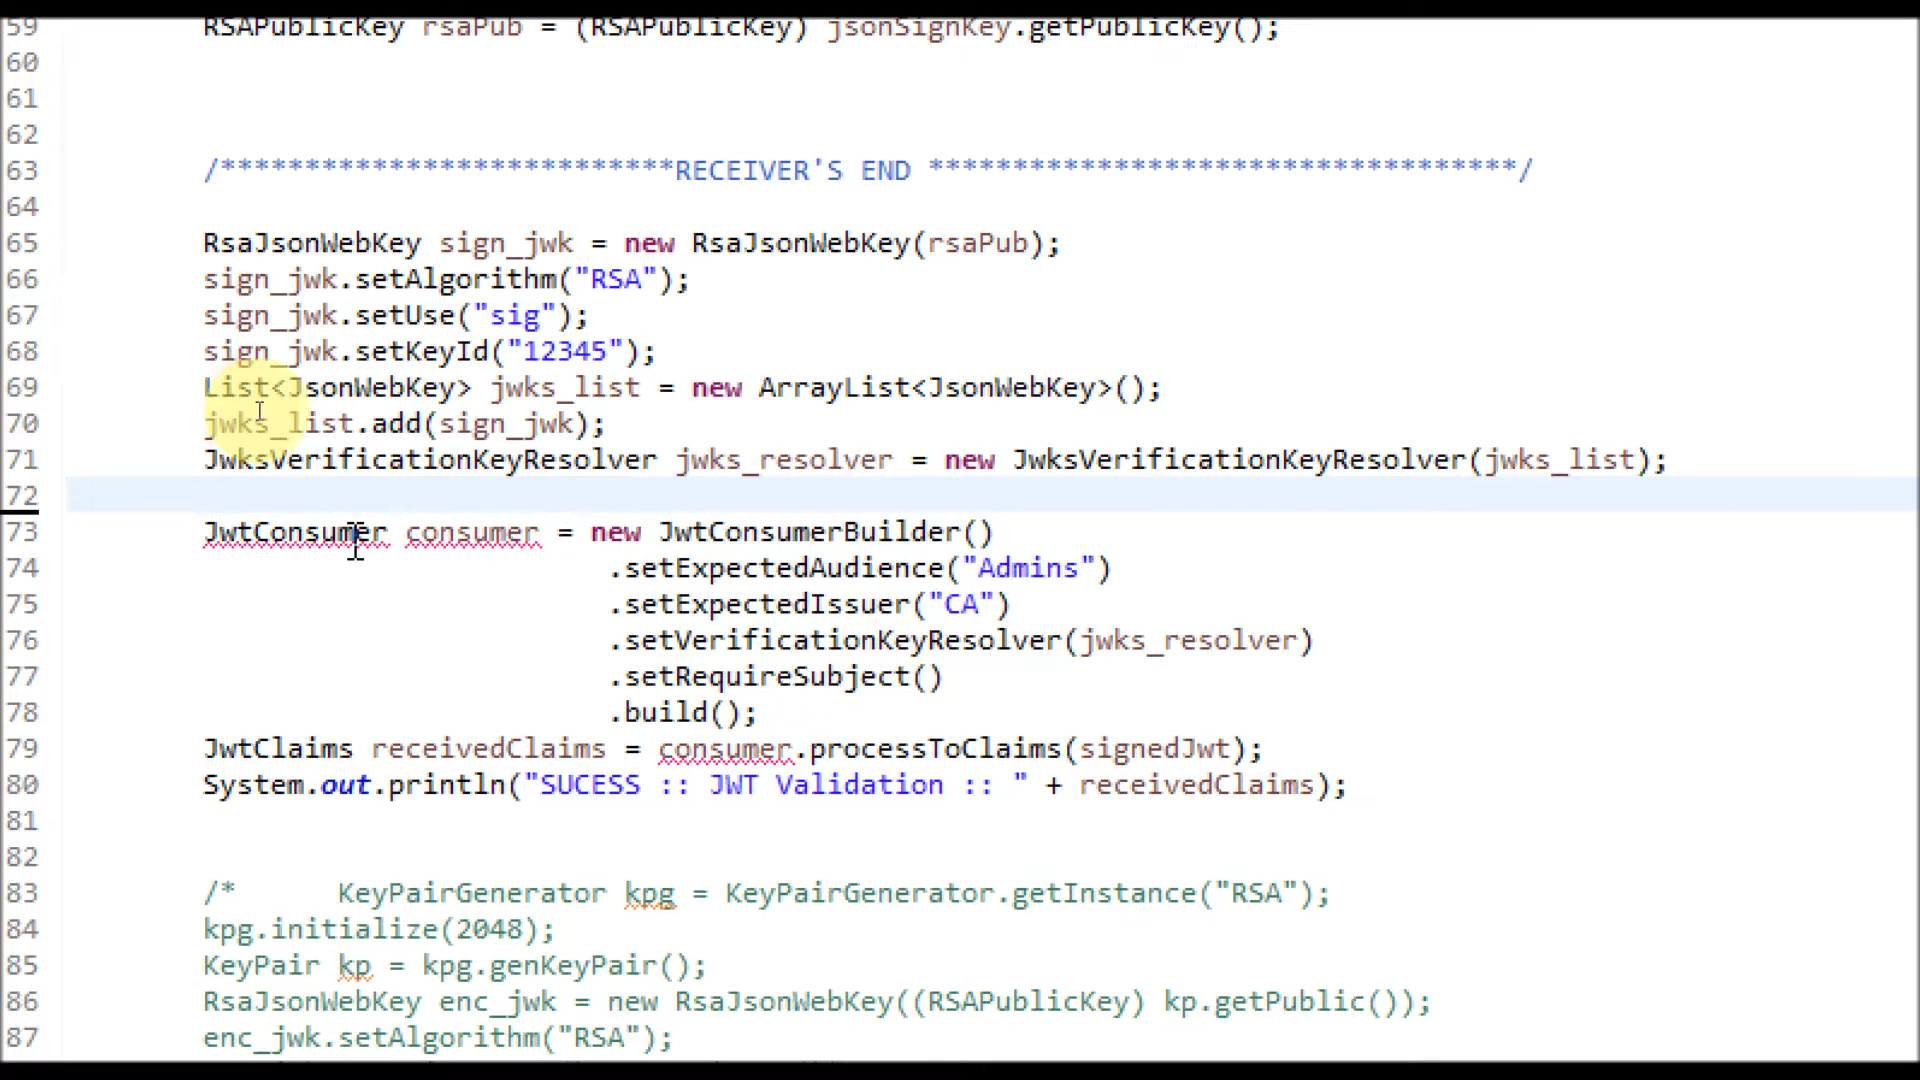 59 RSAPublicKey rsaPub = (RSAPublicKey) jsonSignKey.getPublicKey();
60
61
62
63 /***************************RECEIVER'S END ***********************************/
64
65 RsaJsonWebKey sign_jwk = new RsaJsonWebKey(rsaPub);
66 sign_jwk.setAlgorithm("RSA");
67 sign_jwk.setUse("sig");
68 sign_jwk.setKeyId("12345");
69 List<JsonWebKey> jwks_list = new ArrayList<JsonWebKey>();
70 jwks_list.add(sign_jwk);
71 JwksVerificationKeyResolver jwks_resolver = new JwksVerificationKeyResolver(jwks_list);
72
73 JwtConsumer consumer = new JwtConsumerBuilder()
74 .setExpectedAudience("Admins")
75 .setExpectedIssuer("CA")
76 .setVerificationKeyResolver(jwks_resolver)
77 .setRequireSubject()
78 .build();
79 JwtClaims receivedClaims = consumer.processToClaims(signedJwt);
80 System.out.println("SUCESS :: JWT Validation :: " + receivedClaims);
81
82
83 /* KeyPairGenerator kpg = KeyPairGenerator.getInstance("RSA");
84 kpg.initialize(2048);
85 KeyPair kp = kpg.genKeyPair();
86 RsaJsonWebKey enc_jwk = new RsaJsonWebKey((RSAPublicKey) kp.getPublic());
87 enc_jwk.setAlgorithm("RSA");